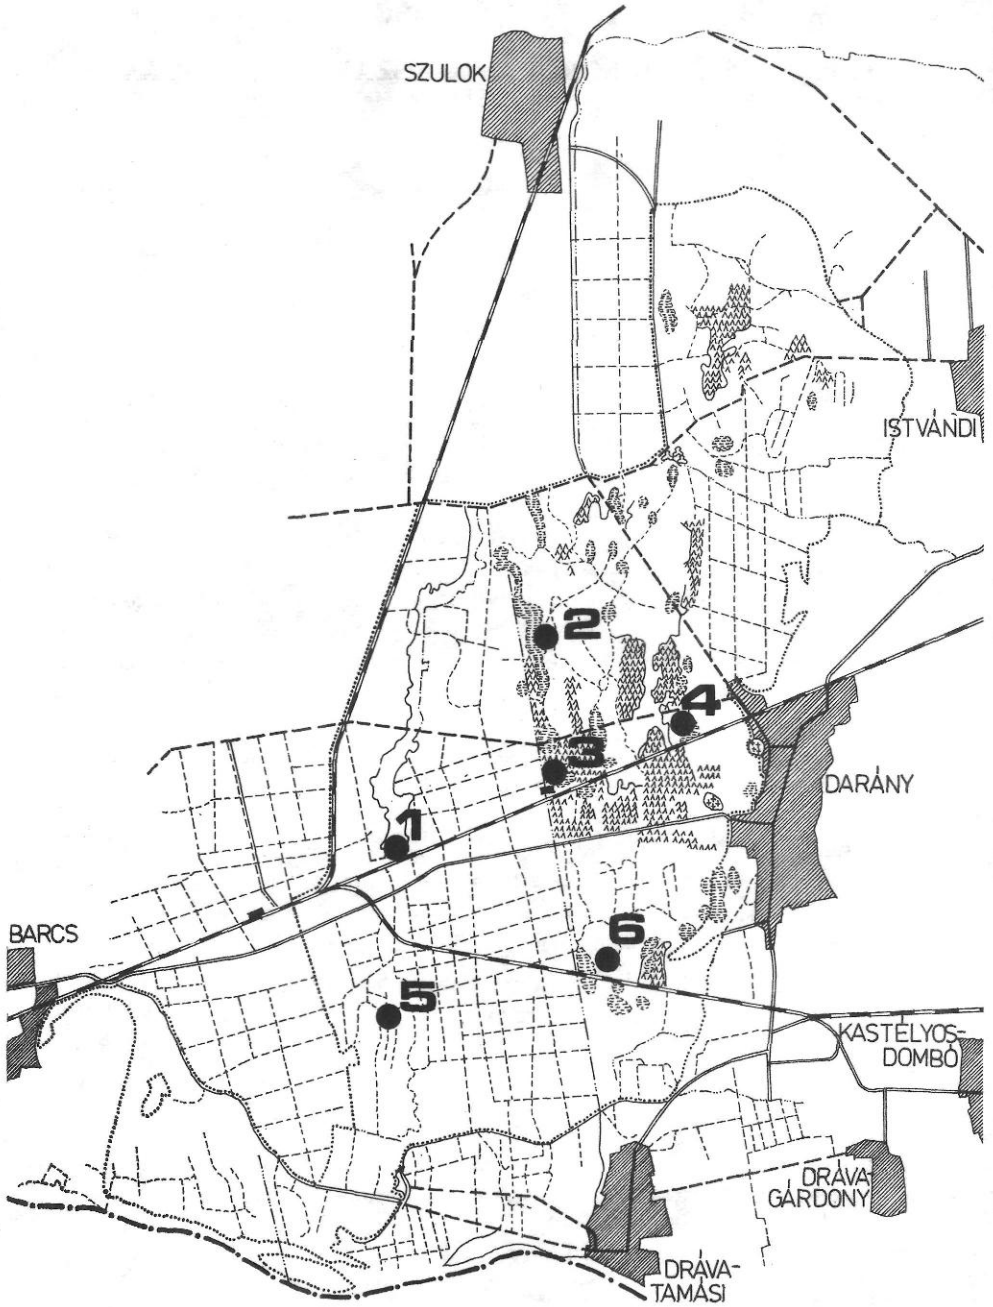 SZULOK
ISTVÁNDI
2
4
3
DARÁNY
1
BARCS
6
5
KASTÉLYOS-
DOMBÓ
DRÁVA
GÁRDONY
DRÁVA-
TAMÁSI